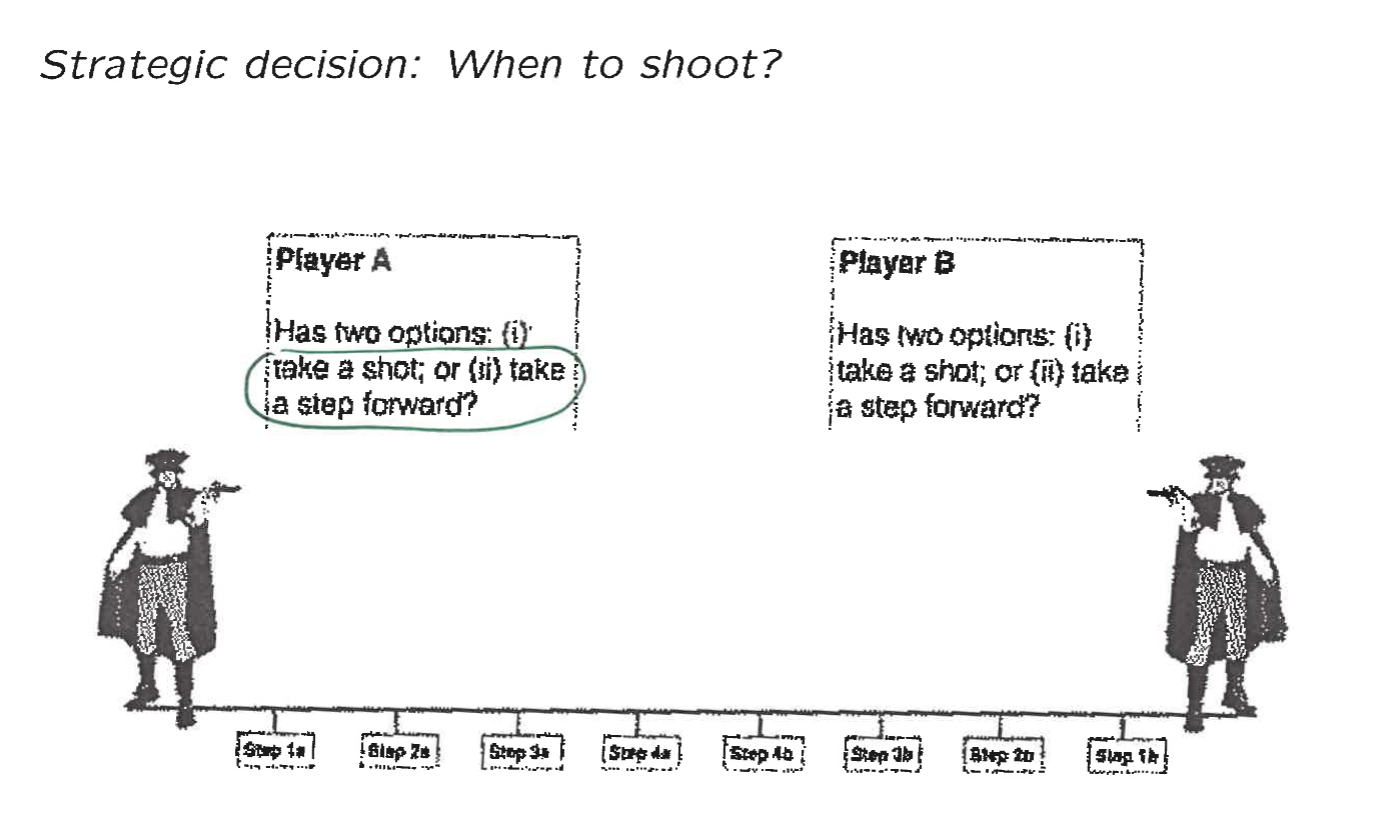 Strategic decision: When to shoot?
Player A
Has two options: (i)
take a shot; or (ii) take
a step forward?
Player B
Has two options: (i)
take a shot; or (ii) take
a step forward?
Step 1a
Step 2a
Step 3a
Step 4a
Step 4b
Step 3b
Step 2b
Step 1b